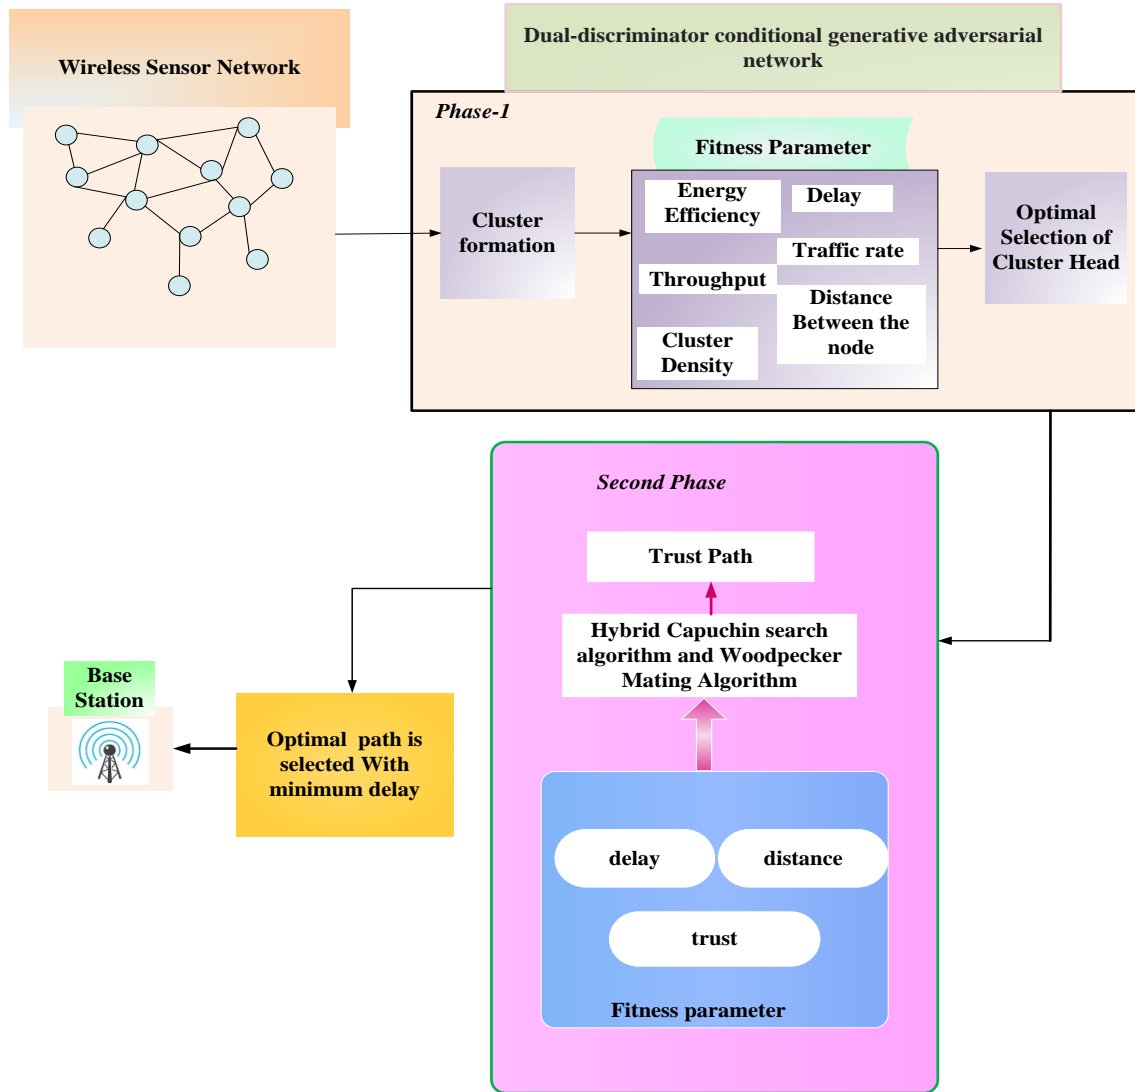 Wireless Sensor Network
Dual-discriminator conditional generative adversarial
network
Phase-1
Fitness Parameter
Cluster
formation
Energy
Efficiency
Delay
Traffic rate
Throughput
Distance
Between the
node
Cluster
Density
Optimal
Selection of
Cluster Head
Second Phase
Trust Path
Hybrid Capuchin search
algorithm and Woodpecker
Mating Algorithm
delay
distance
trust
Fitness parameter
Optimal path is
selected With
minimum delay
Base
Station